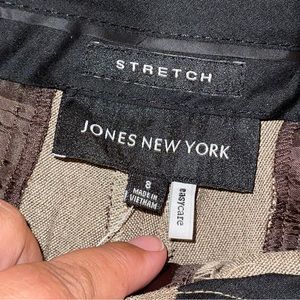 STRETCH
JONES NEW YORK
8
MADE IN
VIETNAM
easycare